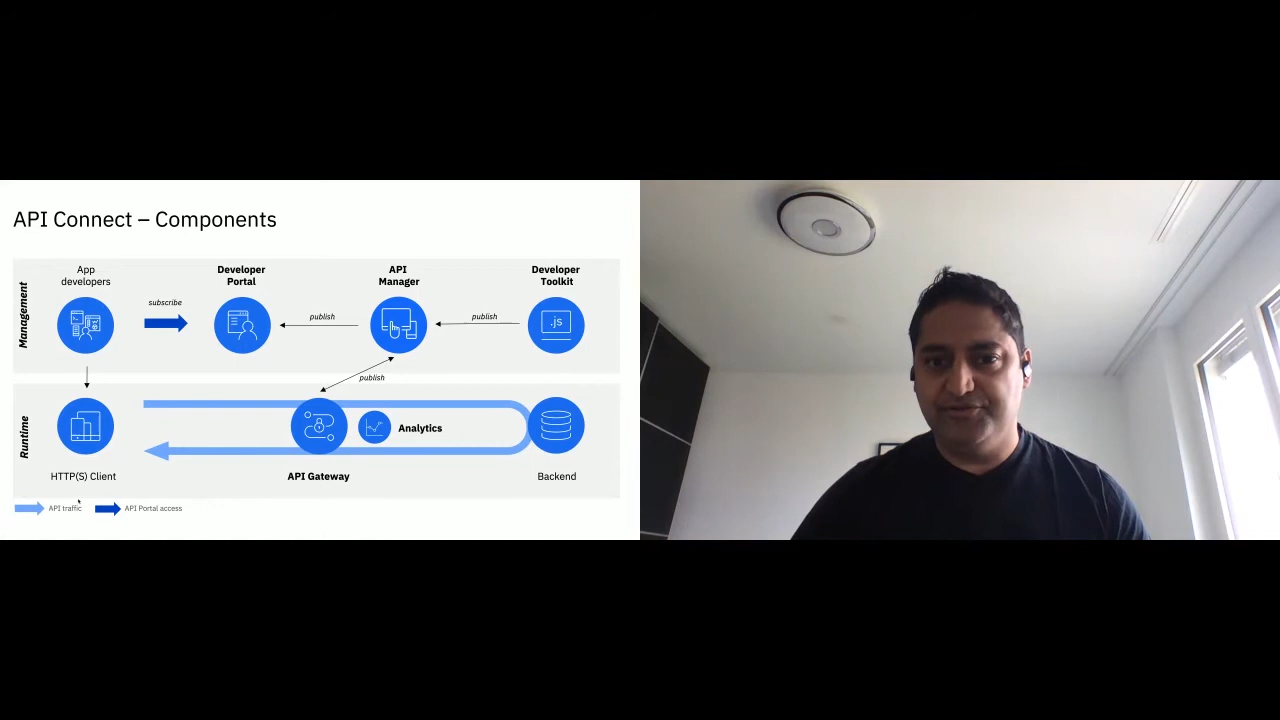 API Connect – Components
Management
App
developers
subscribe
Developer
Portal
publish
API
Manager
publish
Developer
Toolkit
.js
publish
Runtime
Analytics
HTTP(S) Client
API Gateway
Backend
API traffic
API Portal access